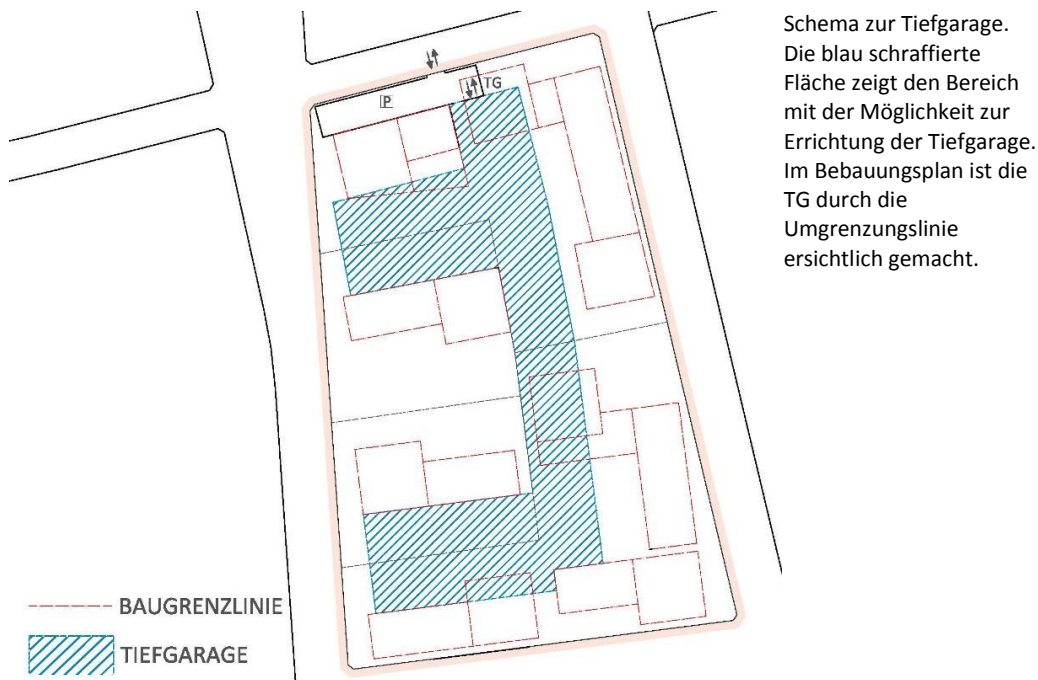 Schema zur Tiefgarage.
Die blau schraffierte
Fläche zeigt den Bereich
mit der Möglichkeit zur
Errichtung der Tiefgarage.
Im Bebauungsplan ist die
TG durch die
Umgrenzungslinie
ersichtlich gemacht.
TG
P
BAUGRENZLINIE
TIEFGARAGE